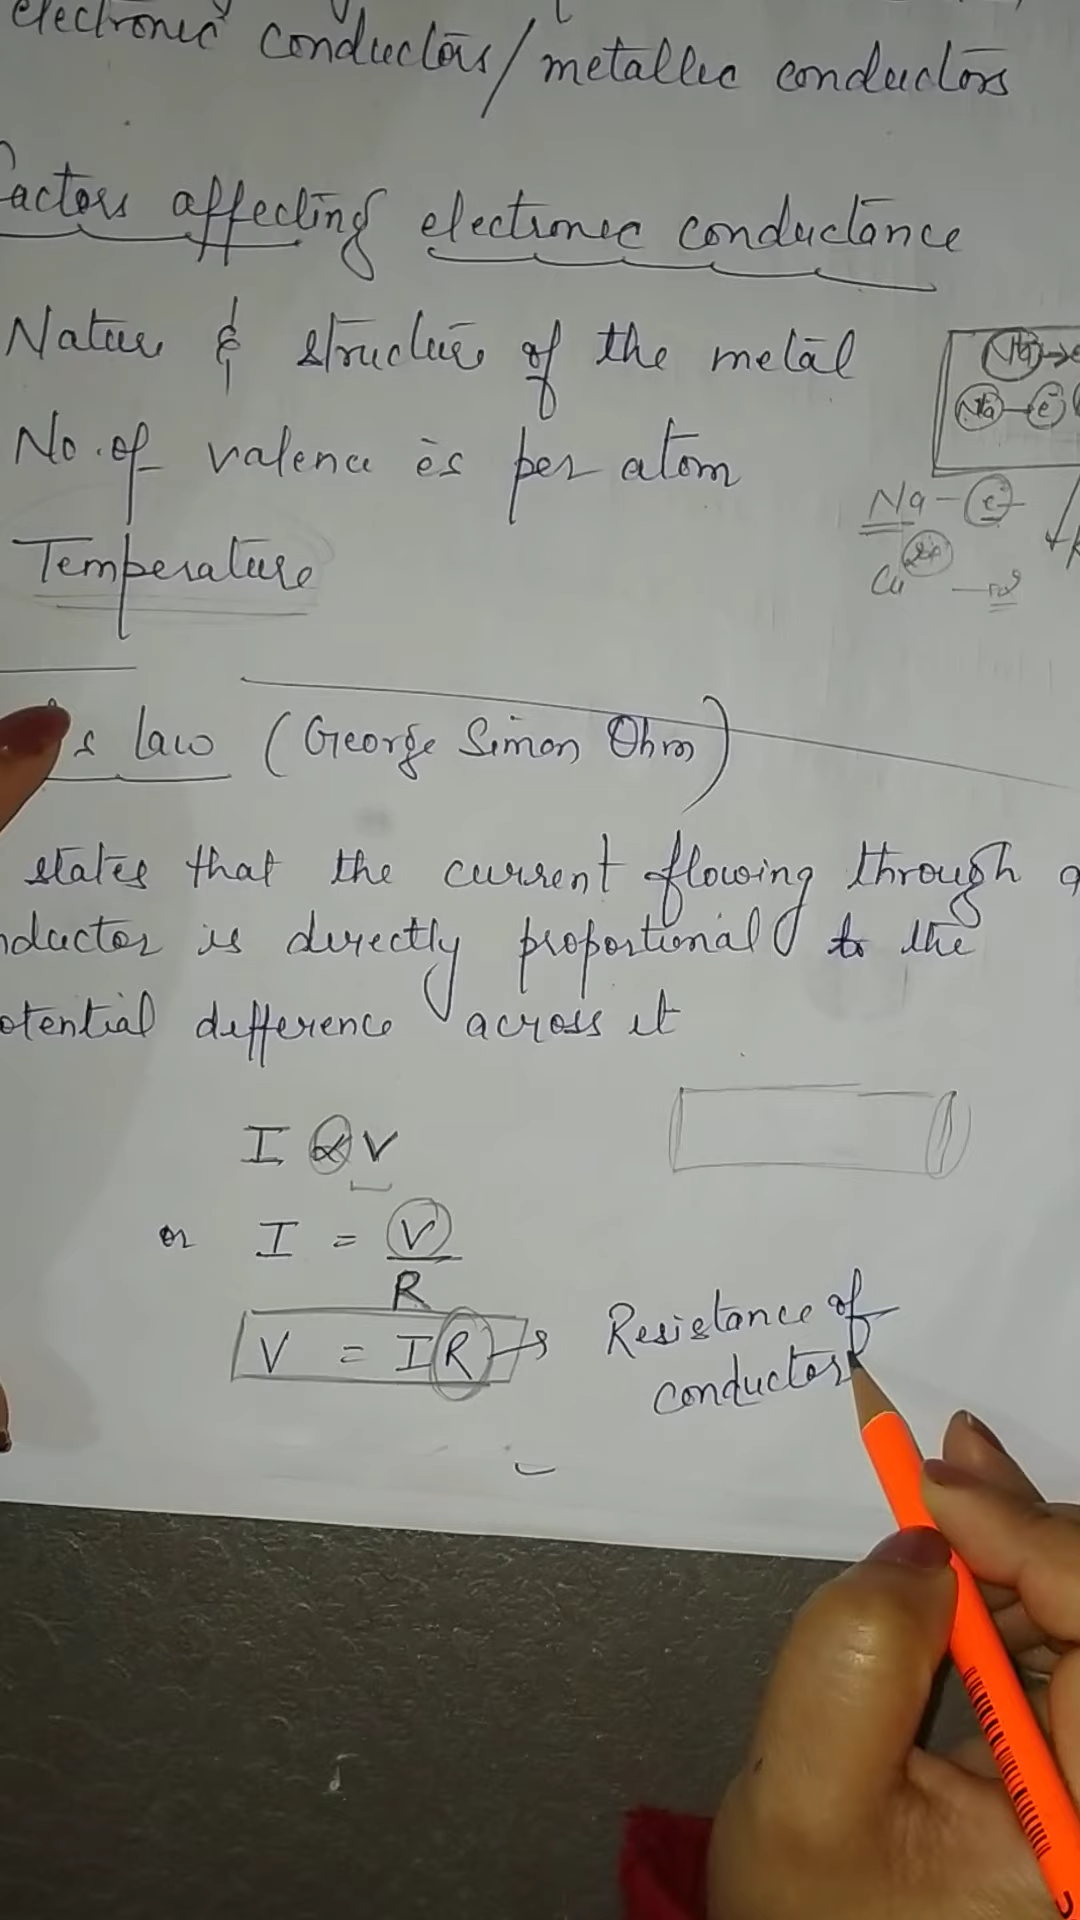 electronic conductors/metallic conductors
actors affecting electronic conductance
Nature & structure of the metal
No. of valence e̅s per atom
Temperature
Na - e
Cu
s law (George Simon Ohm)
states that the current flowing through a
nductor is directly proportional to the
otential difference across it
I ∝ V
or I = V
R
V = IR → Resistance of
conductor